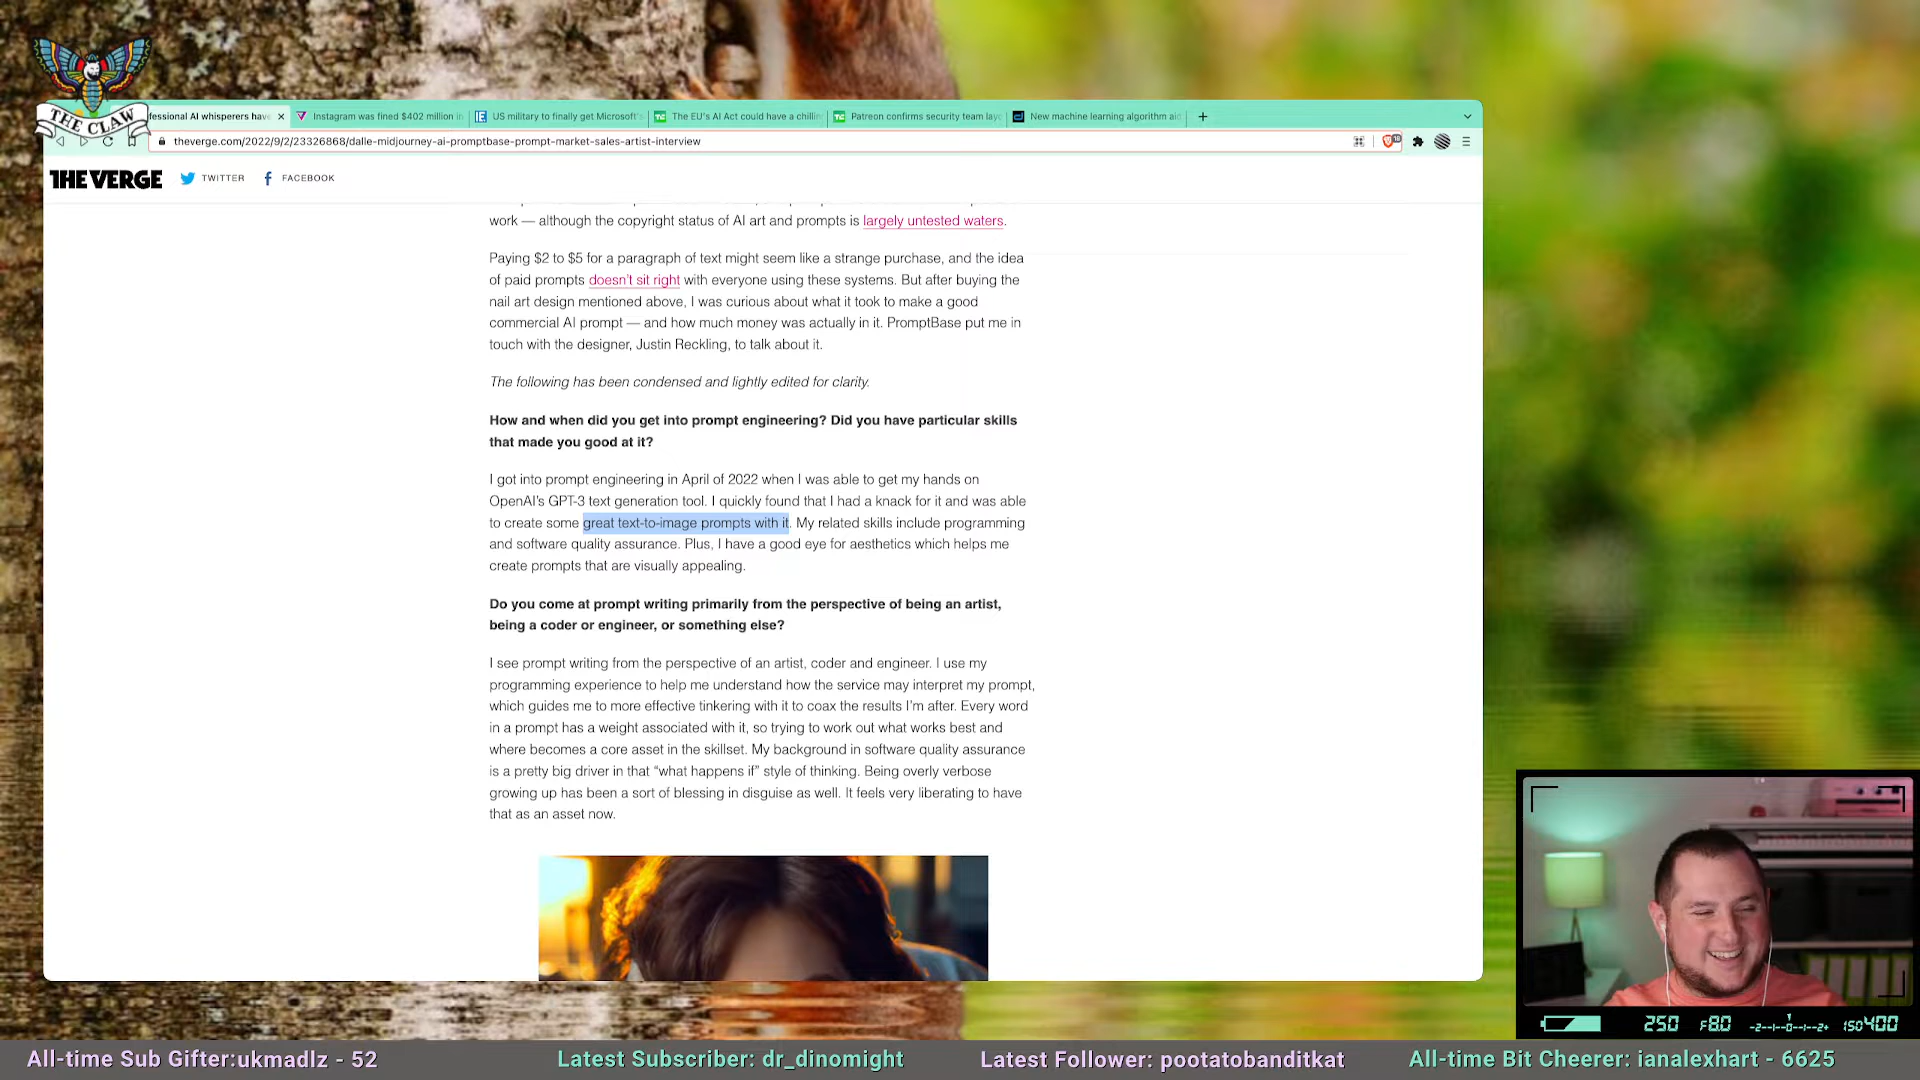 THE CLAW
fessional AI whisperers have
Instagram was fined $402 million in
US military to finally get Microsoft's
The EU's AI Act could have a chillin
Patreon confirms security team laye
New machine learning algorithm aid
theverge.com/2022/9/2/23326868/dalle-midjourney-ai-promptbase-prompt-market-sales-artist-interview
THE VERGE TWITTER FACEBOOK
work — although the copyright status of AI art and prompts is largely untested waters.
Paying $2 to $5 for a paragraph of text might seem like a strange purchase, and the idea
of paid prompts doesn't sit right with everyone using these systems. But after buying the
nail art design mentioned above, I was curious about what it took to make a good
commercial AI prompt — and how much money was actually in it. PromptBase put me in
touch with the designer, Justin Reckling, to talk about it.
The following has been condensed and lightly edited for clarity.
How and when did you get into prompt engineering? Did you have particular skills
that made you good at it?
I got into prompt engineering in April of 2022 when I was able to get my hands on
OpenAI's GPT-3 text generation tool. I quickly found that I had a knack for it and was able
to create some great text-to-image prompts with it. My related skills include programming
and software quality assurance. Plus, I have a good eye for aesthetics which helps me
create prompts that are visually appealing.
Do you come at prompt writing primarily from the perspective of being an artist,
being a coder or engineer, or something else?
I see prompt writing from the perspective of an artist, coder and engineer. I use my
programming experience to help me understand how the service may interpret my prompt,
which guides me to more effective tinkering with it to coax the results I'm after. Every word
in a prompt has a weight associated with it, so trying to work out what works best and
where becomes a core asset in the skillset. My background in software quality assurance
is a pretty big driver in that “what happens if” style of thinking. Being overly verbose
growing up has been a sort of blessing in disguise as well. It feels very liberating to have
that as an asset now.
250 F8.0 -2--1--0--1--2+ ISO400
All-time Sub Gifter:ukmadlz - 52
Latest Subscriber: dr_dinomight
Latest Follower: pootatobanditkat
All-time Bit Cheerer: ianalexhart - 6625